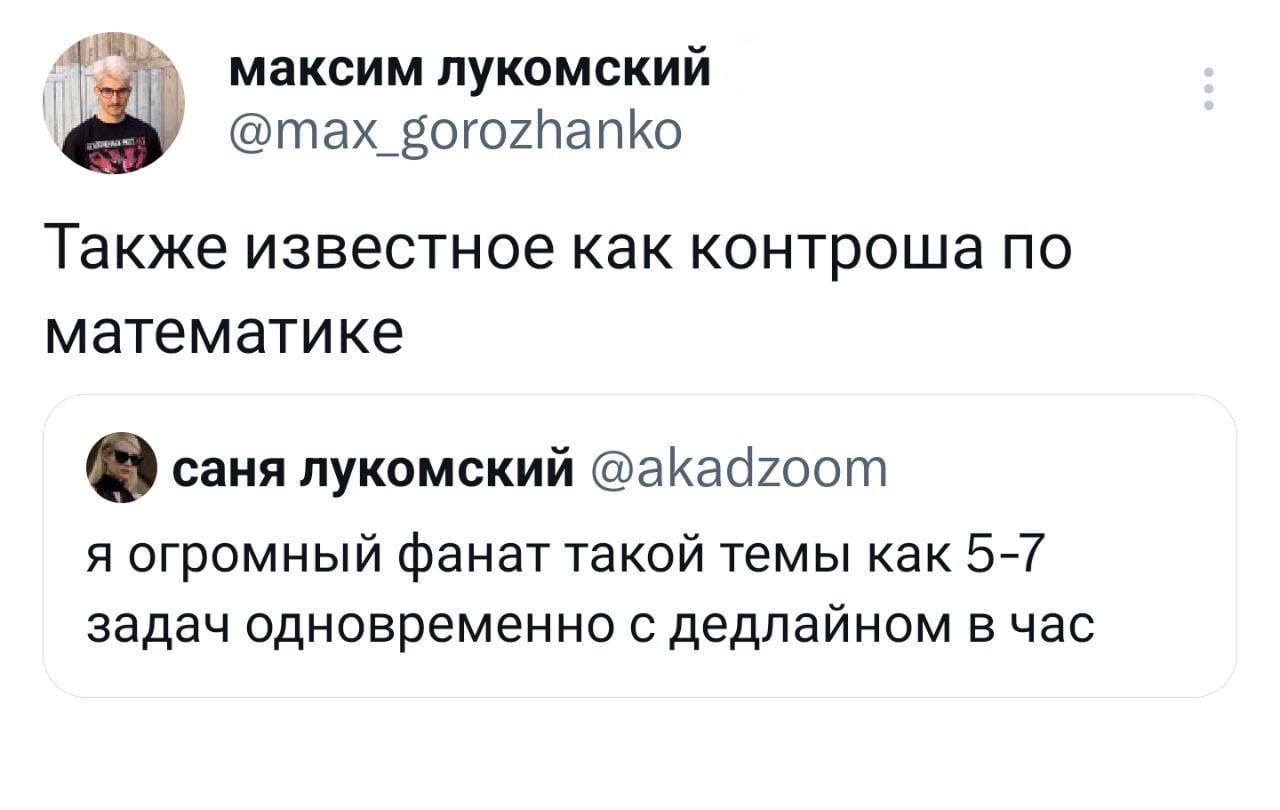 максим лукомский
@max_gorozhanko
Также известное как контроша по
математике
саня лукомский @akadzoom
я огромный фанат такой темы как 5-7
задач одновременно с дедлайном в час